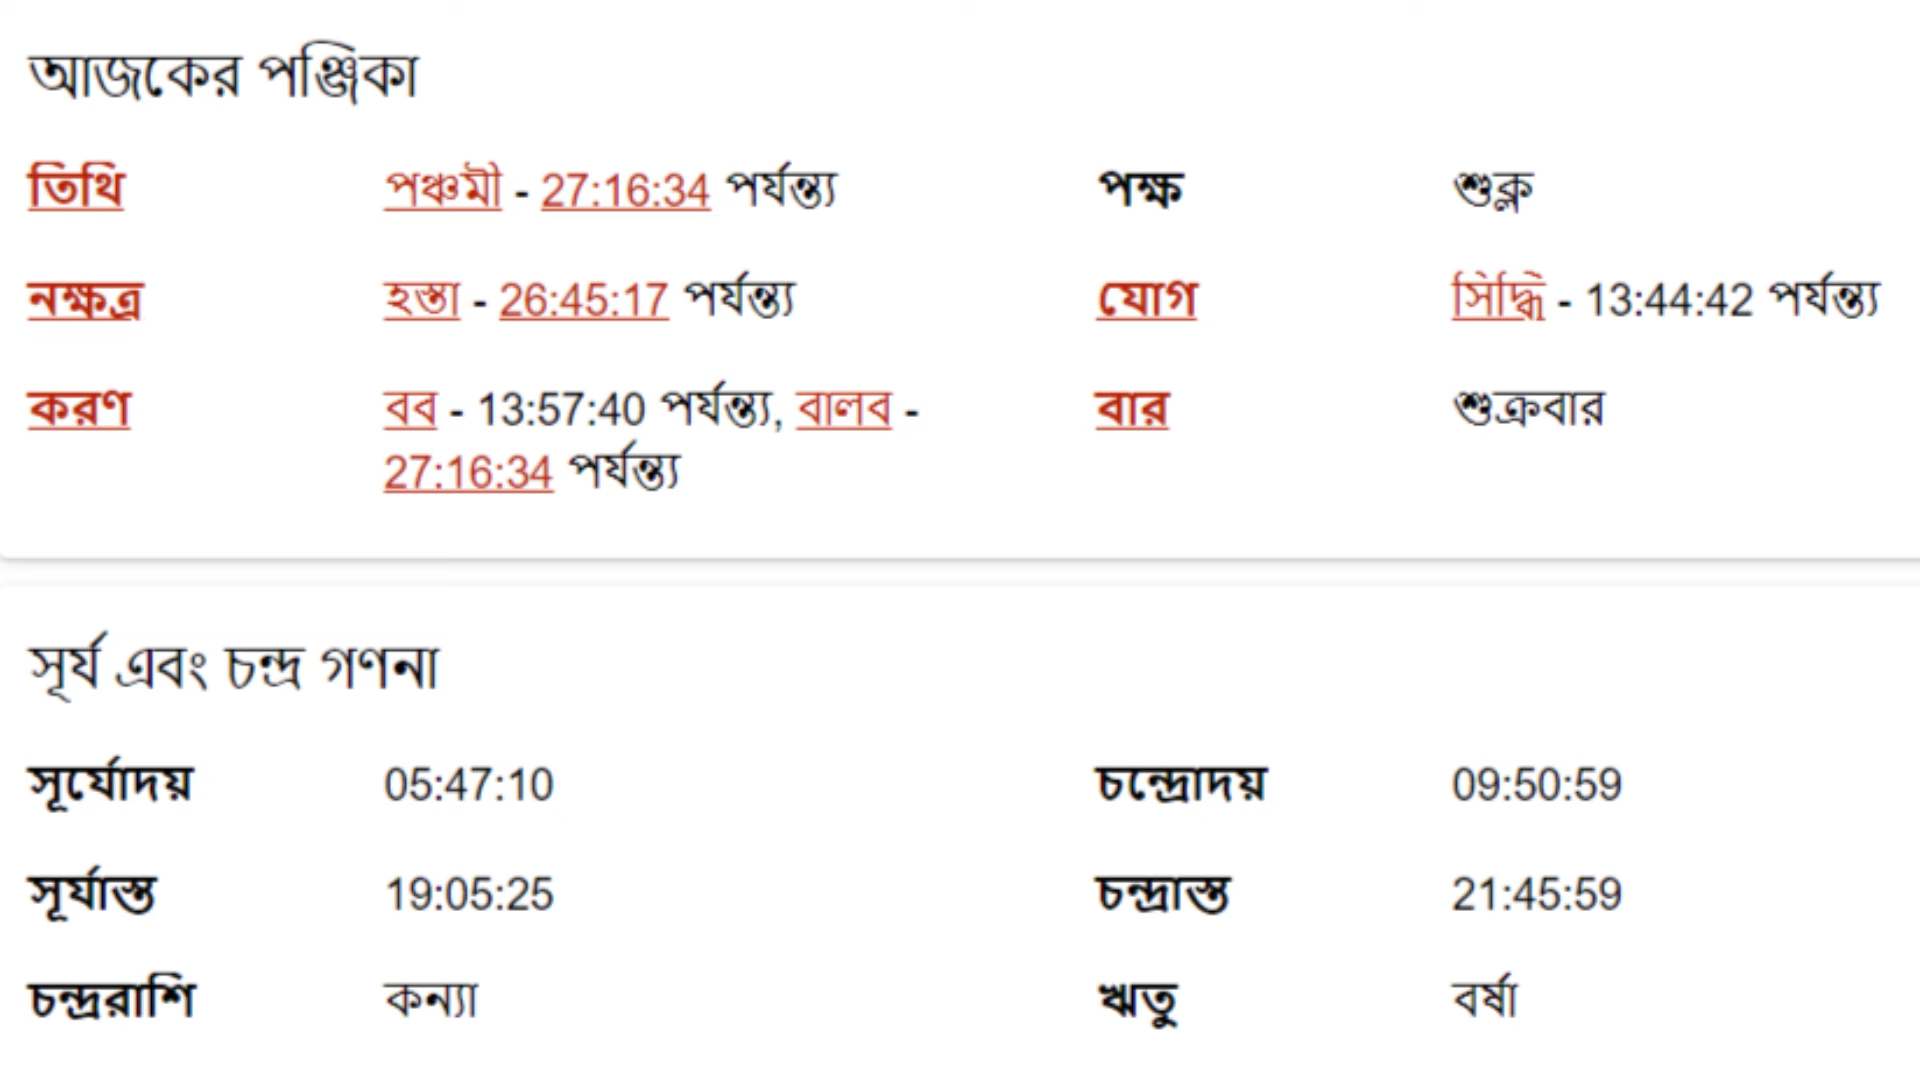 আজকের পঞ্জিকা
তিথি পঞ্চমী - 27:16:34 পর্যন্ত্য পক্ষ শুক্ল
নক্ষত্র হস্তা - 26:45:17 পর্যন্ত্য যোগ সিদ্ধি - 13:44:42 পর্যন্ত্য
করণ বব - 13:57:40 পর্যন্ত্য, বালব - বার শুক্রবার
27:16:34 পর্যন্ত্য
সূর্য এবং চন্দ্র গণনা
সূর্যোদয় 05:47:10 চন্দ্রোদয় 09:50:59
সূর্যাস্ত 19:05:25 চন্দ্রাস্ত 21:45:59
চন্দ্ররাশি কন্যা ঋতু বর্ষা